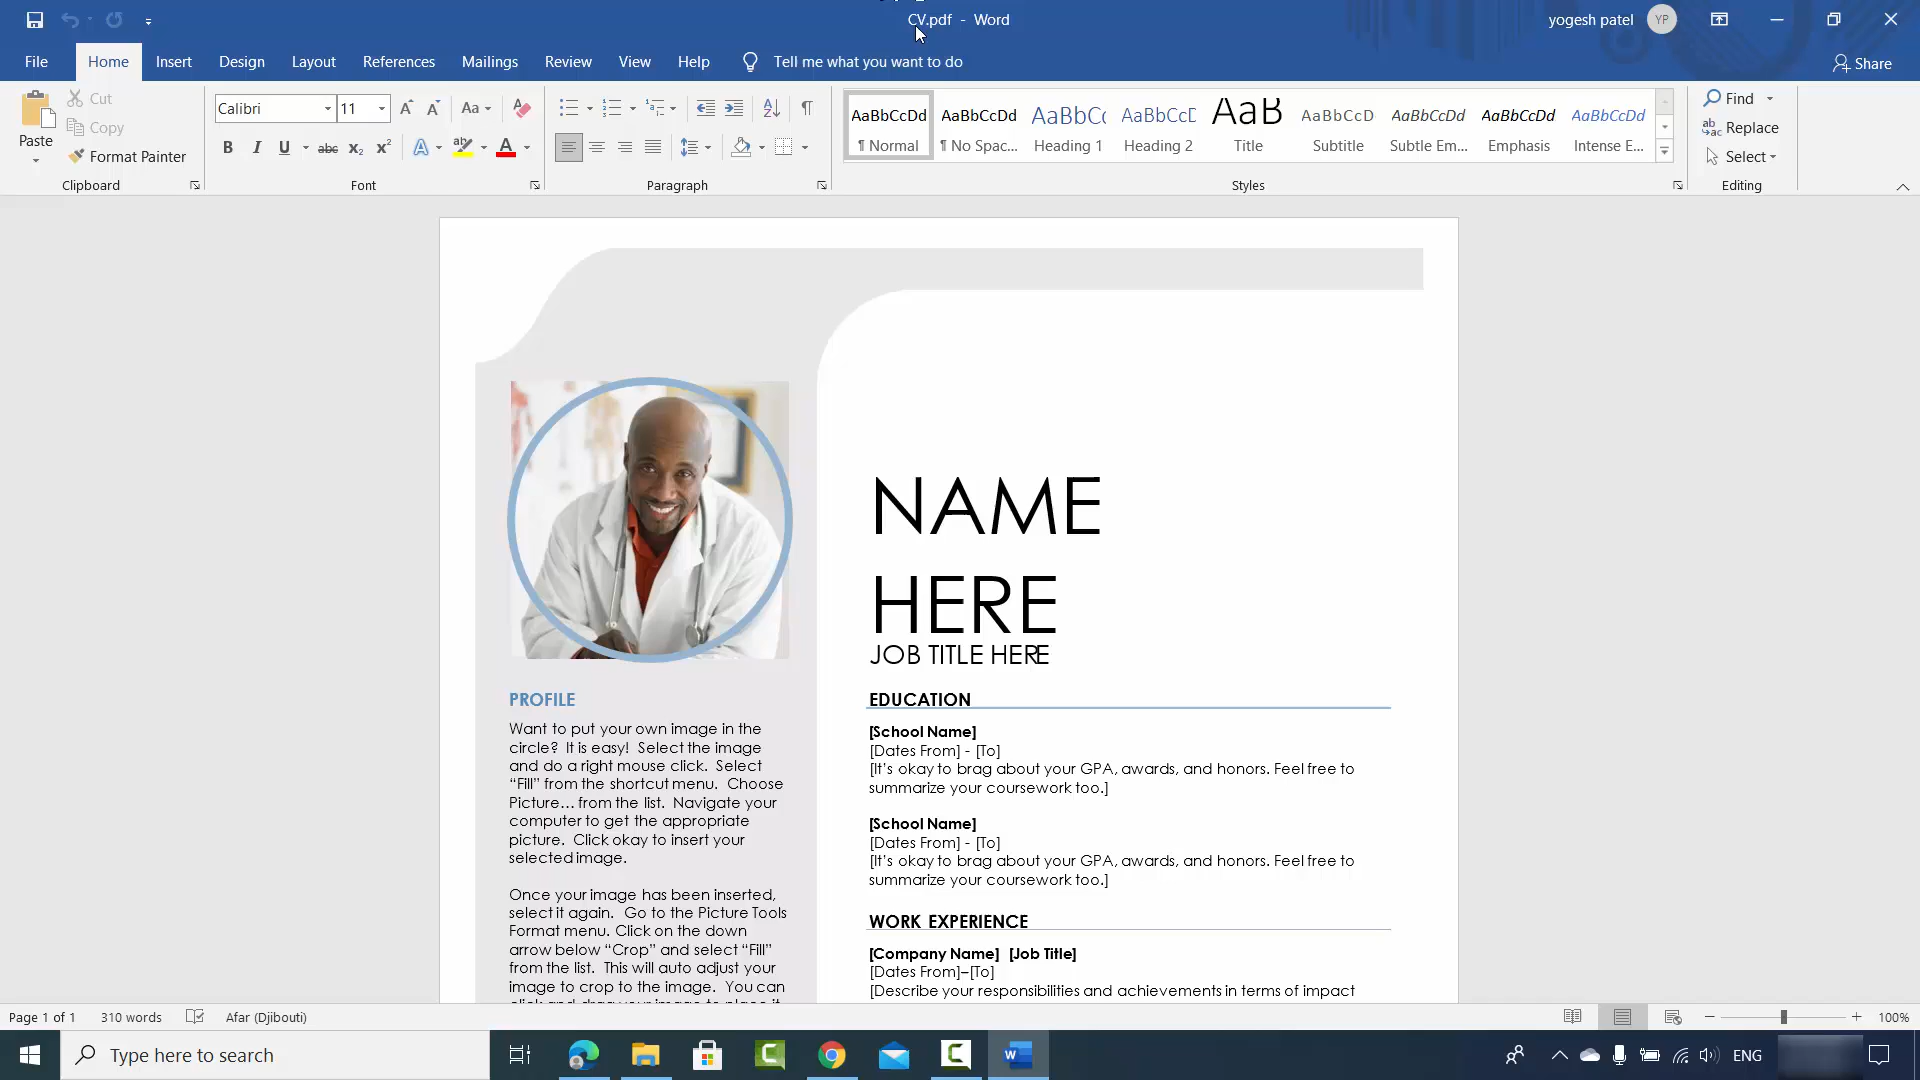 CV.pdf - Word
yogesh patel
YP
File
Home
Insert
Design
Layout
References
Mailings
Review
View
Help
Tell me what you want to do
Share
Paste
Cut
Copy
Format Painter
Clipboard
Calibri
11
Aa
B I U abc x₂ x² A ab A
Font
Paragraph
AaBbCcDd
¶ Normal
AaBbCcDd
¶ No Spac...
AaBbCc
Heading 1
AaBbCcD
Heading 2
AaB
Title
AaBbCcD
Subtitle
AaBbCcDd
Subtle Em...
AaBbCcDd
Emphasis
AaBbCcDd
Intense E...
Styles
Find
Replace
Select
Editing
NAME
HERE
JOB TITLE HERE
PROFILE
Want to put your own image in the
circle? It is easy! Select the image
and do a right mouse click. Select
“Fill” from the shortcut menu. Choose
Picture… from the list. Navigate your
computer to get the appropriate
picture. Click okay to insert your
selected image.
Once your image has been inserted,
select it again. Go to the Picture Tools
Format menu. Click on the down
arrow below “Crop” and select “Fill”
from the list. This will auto adjust your
image to crop to the image. You can
EDUCATION
[School Name]
[Dates From] - [To]
[It’s okay to brag about your GPA, awards, and honors. Feel free to
summarize your coursework too.]
[School Name]
[Dates From] - [To]
[It’s okay to brag about your GPA, awards, and honors. Feel free to
summarize your coursework too.]
WORK EXPERIENCE
[Company Name] [Job Title]
[Dates From]–[To]
[Describe your responsibilities and achievements in terms of impact
Page 1 of 1
310 words
Afar (Djibouti)
100%
Type here to search
ENG